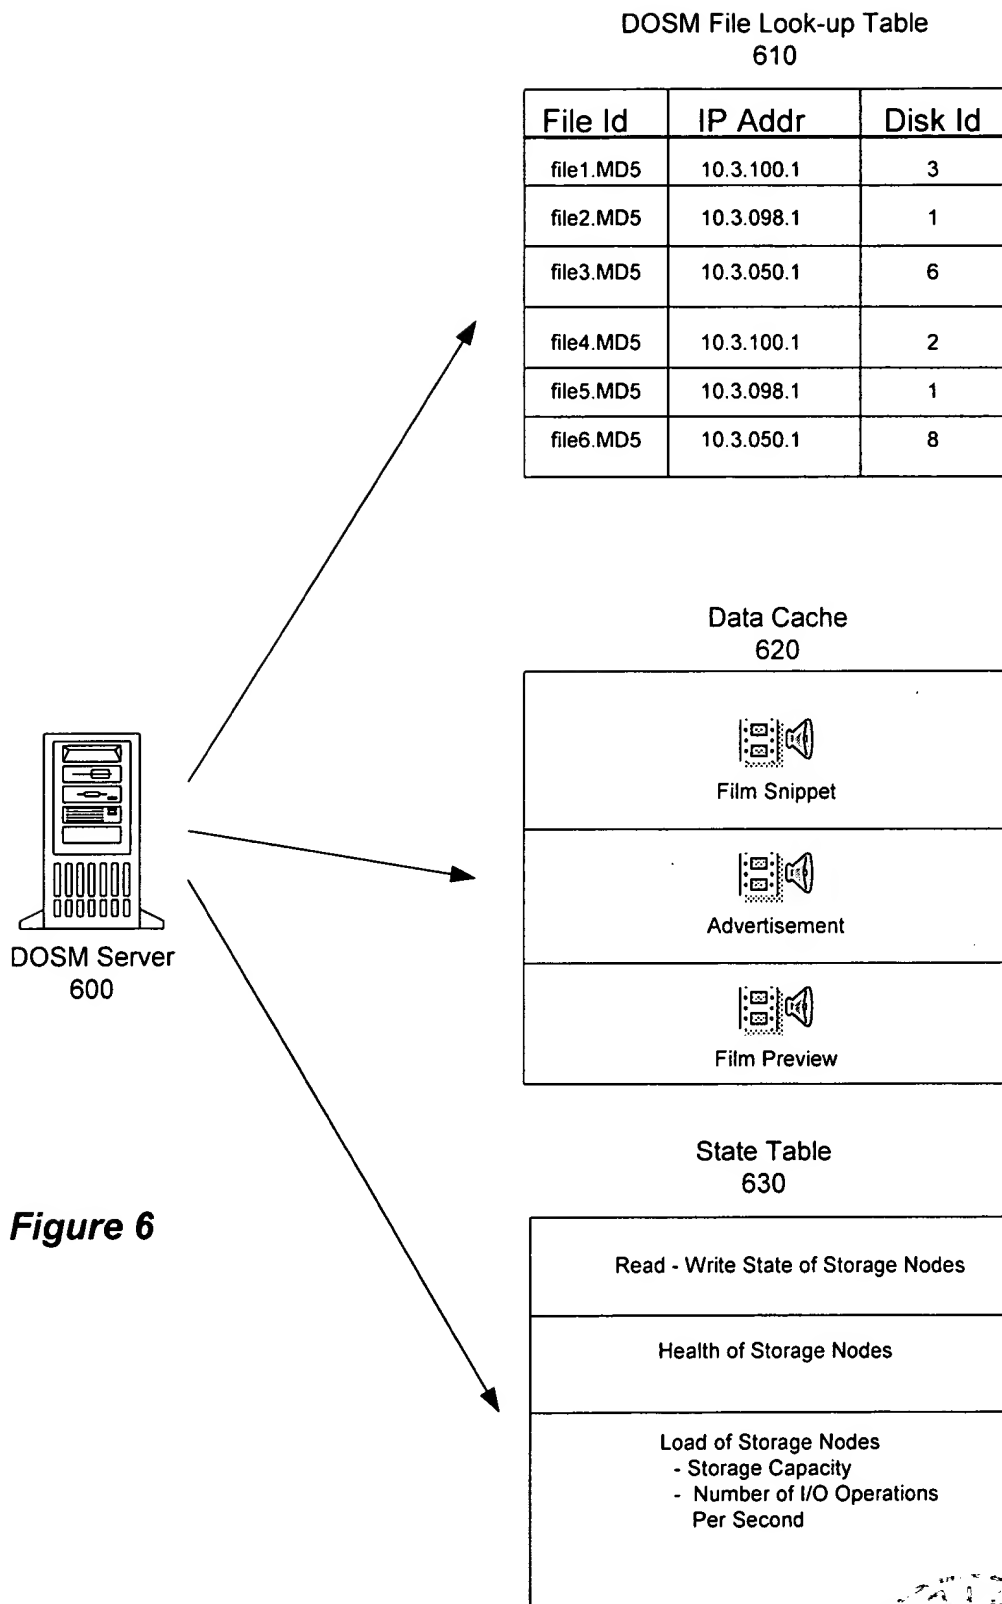 DOSM File Look-up Table
610
File Id IP Addr Disk Id
file1.MD5 10.3.100.1 3
file2.MD5 10.3.098.1 1
file3.MD5 10.3.050.1 6
file4.MD5 10.3.100.1 2
file5.MD5 10.3.098.1 1
file6.MD5 10.3.050.1 8
Data Cache
620
Film Snippet
Advertisement
Film Preview
DOSM Server
600
State Table
630
Read - Write State of Storage Nodes
Health of Storage Nodes
Load of Storage Nodes
- Storage Capacity
- Number of I/O Operations
Per Second
Figure 6